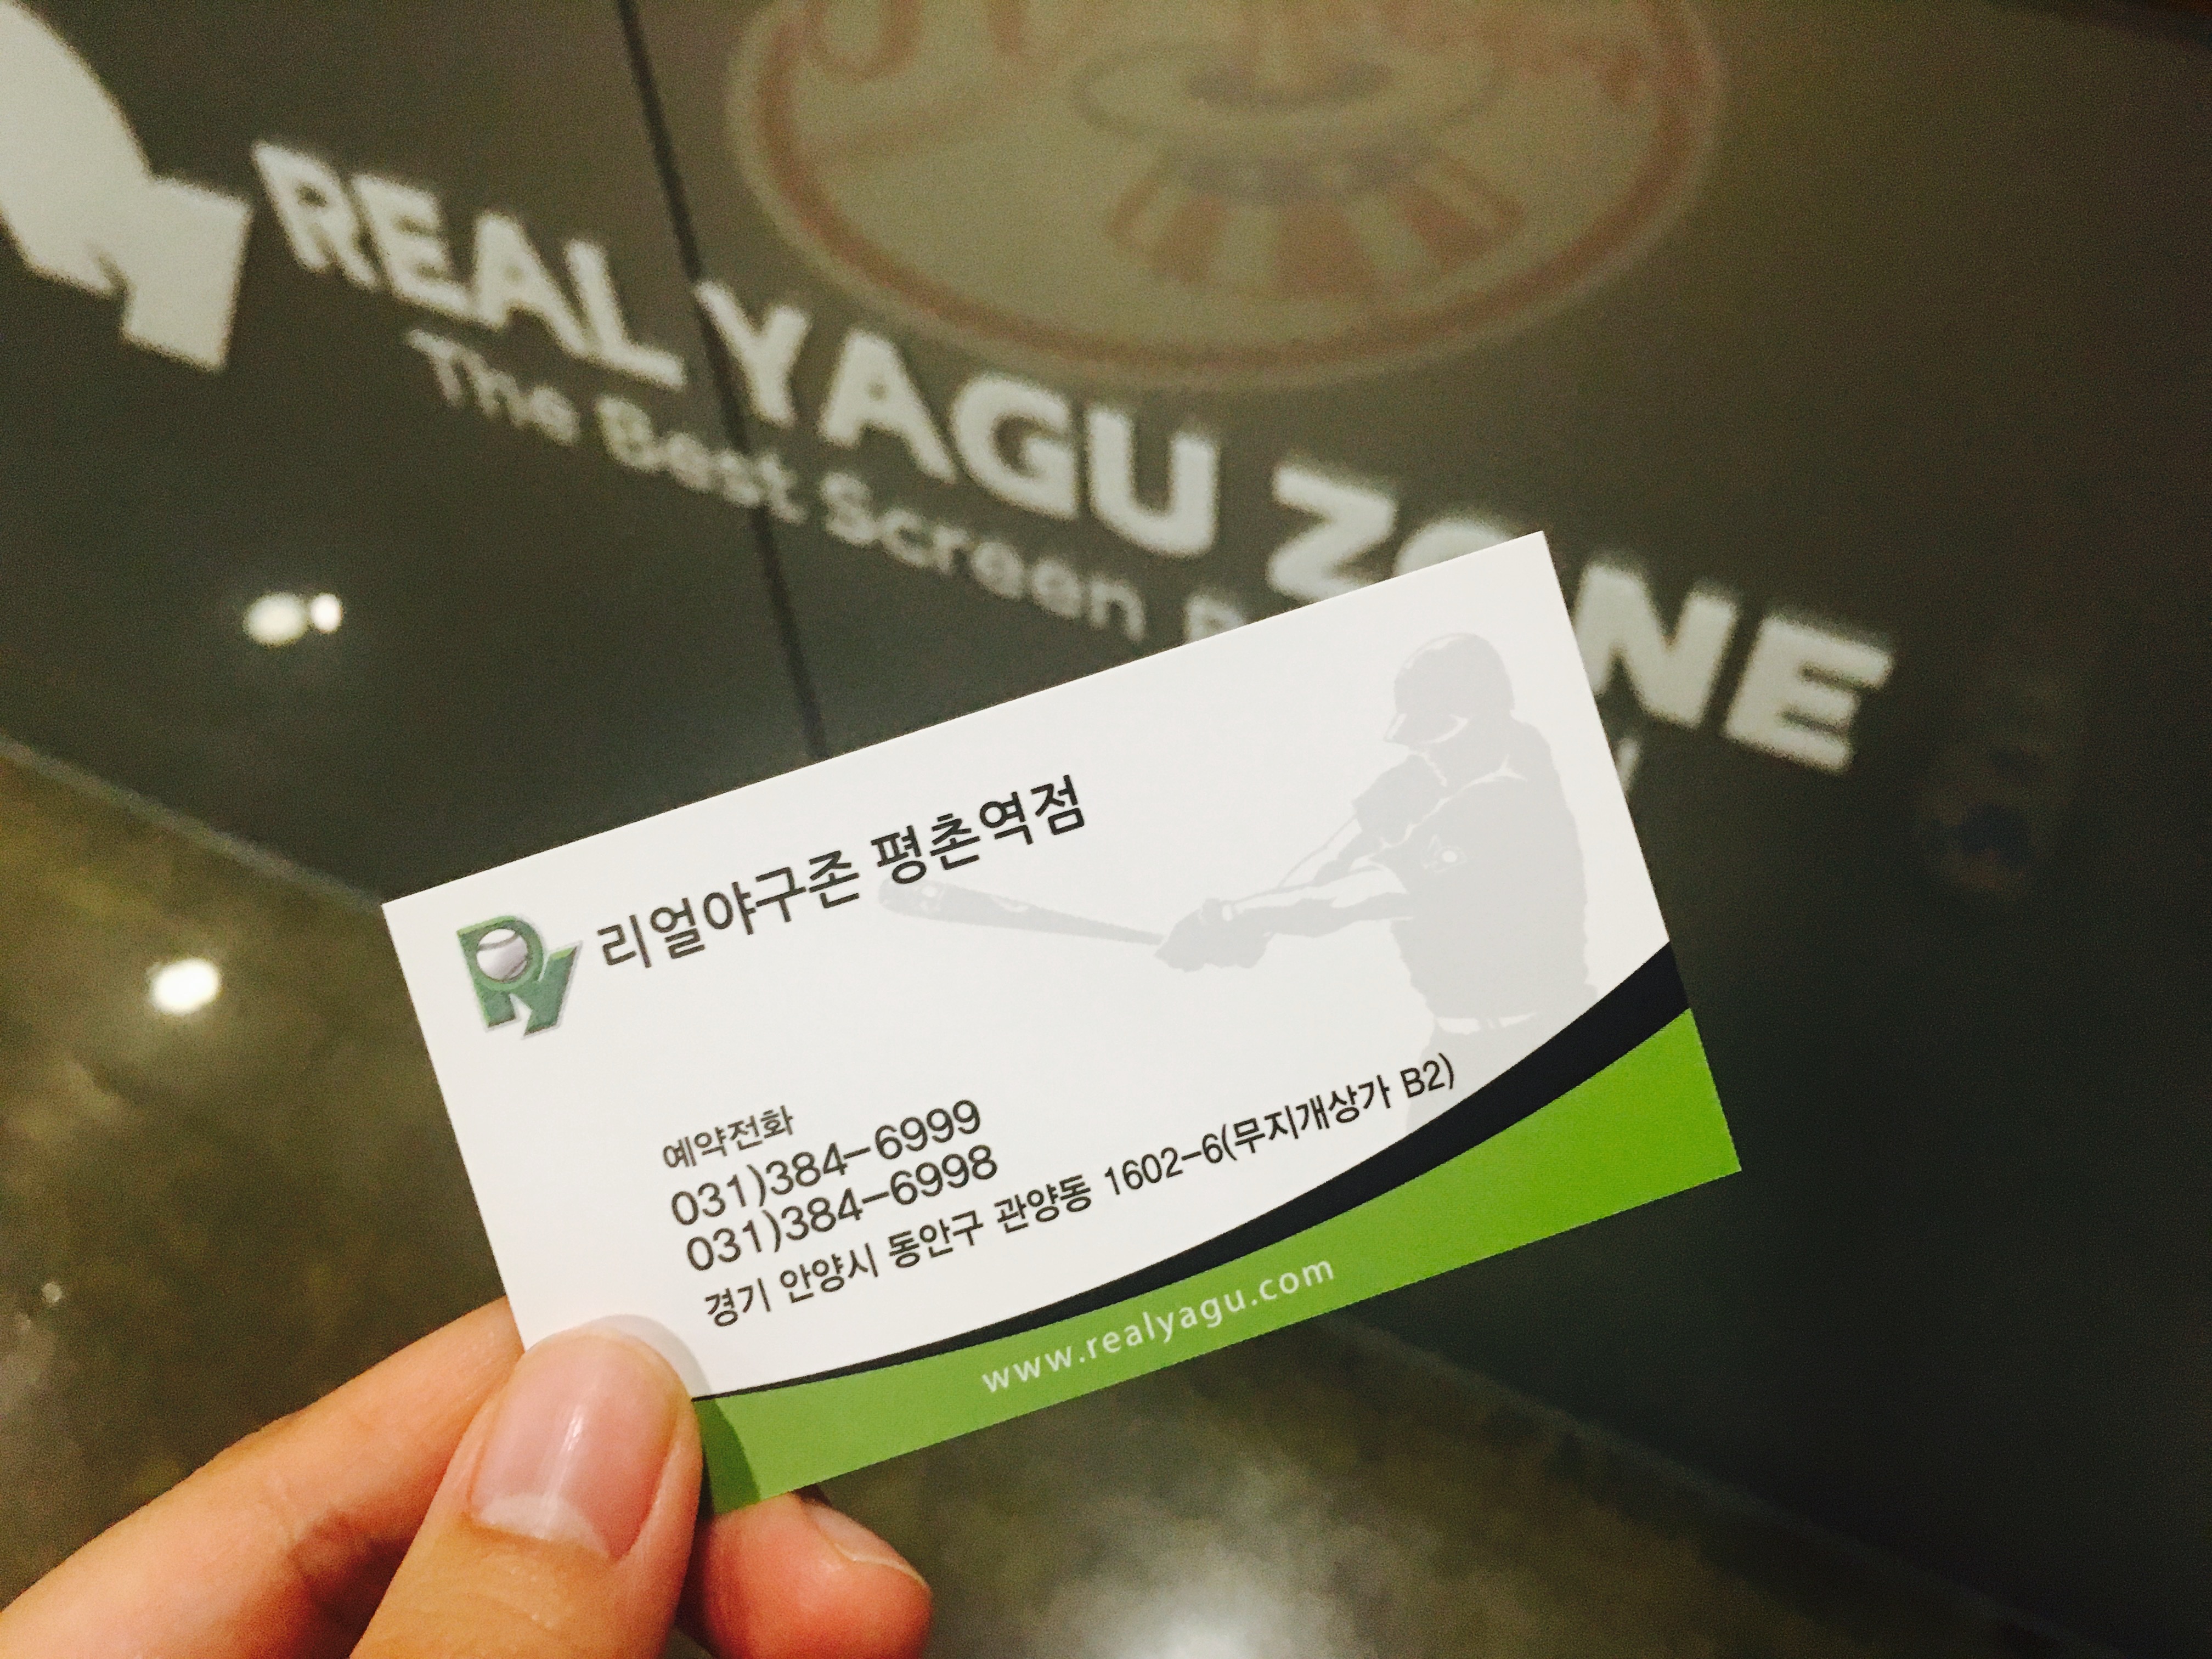 REAL YAGU ZONE
The Best Screen
리얼야구존 평촌역점
예약전화
031)384-6999
031)384-6998
경기 안양시 동안구 관양동 1602-6(무지개상가 B2)
www.realyagu.com